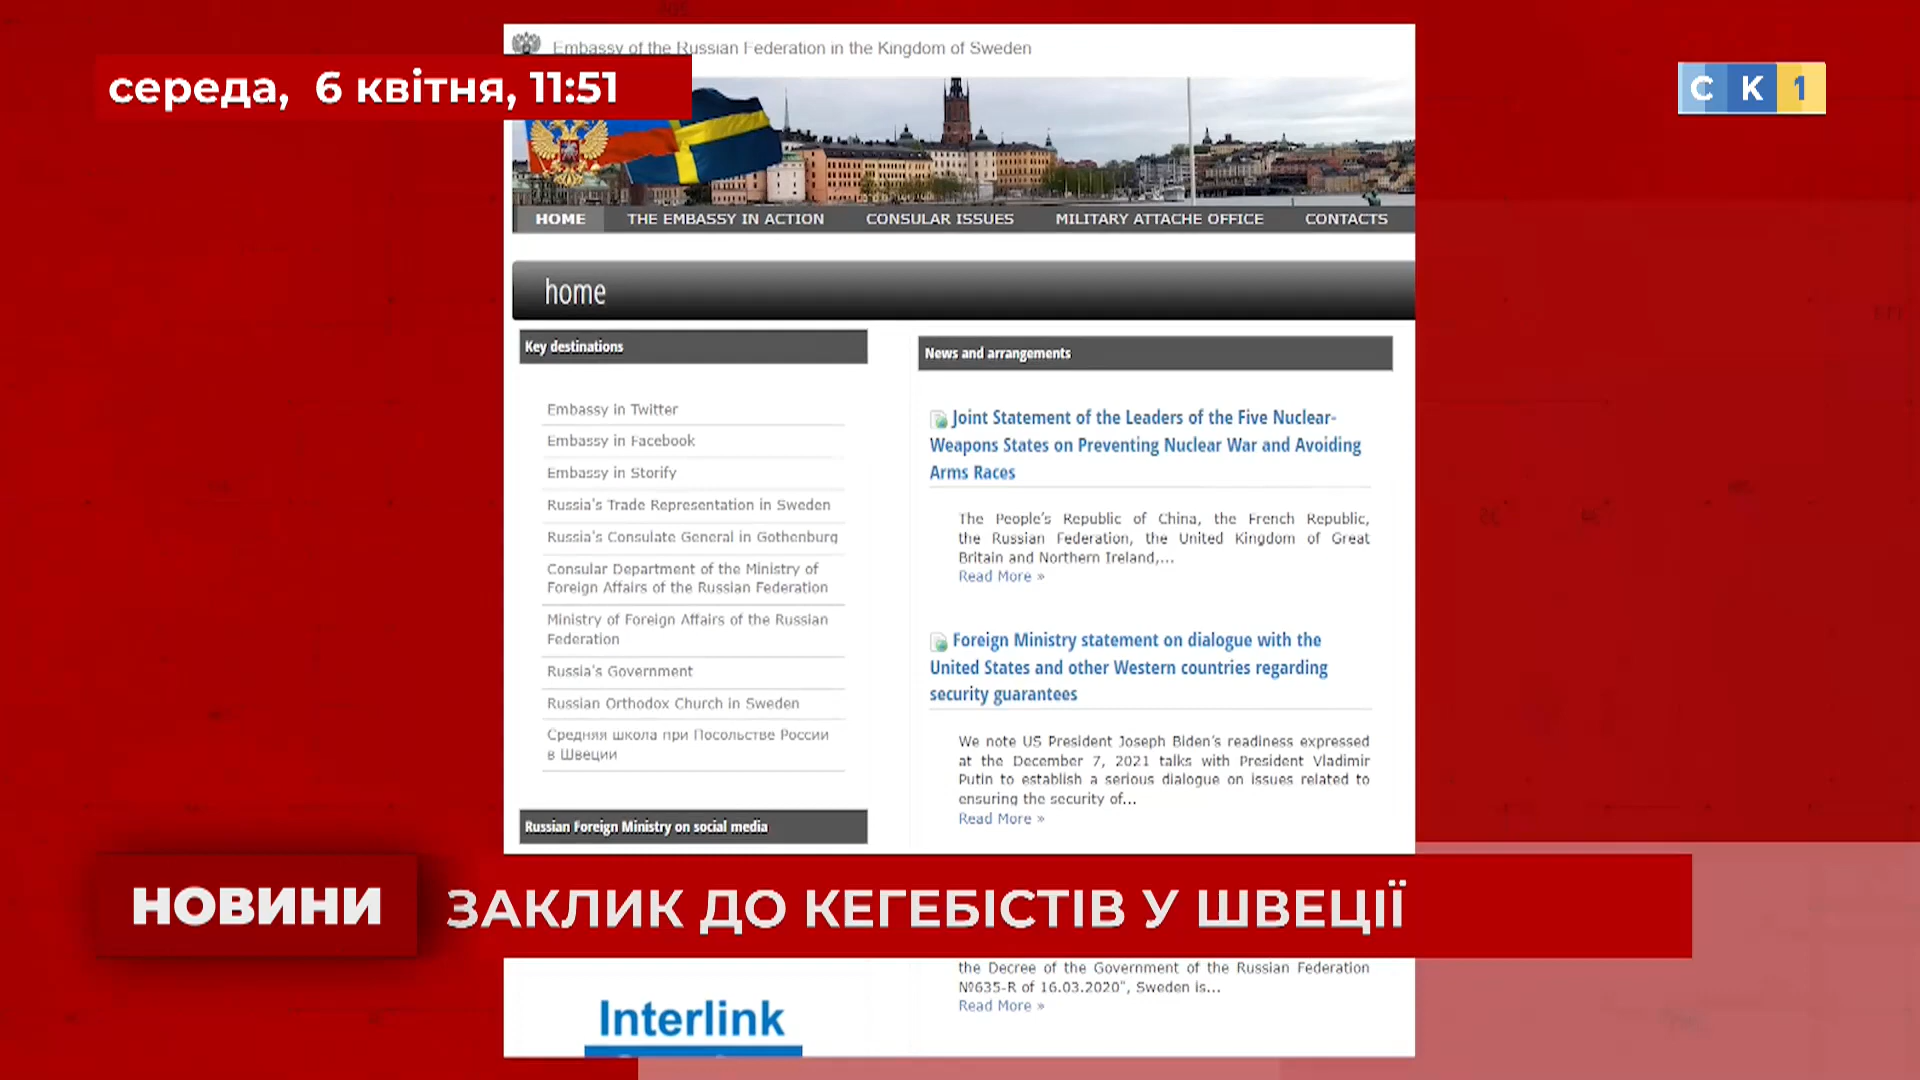 Embassy of the Russian Federation in the Kingdom of Sweden
середа, 6 квітня, 11:51
СК1
HOME THE EMBASSY IN ACTION CONSULAR ISSUES MILITARY ATTACHE OFFICE CONTACTS
home
Key destinations
Embassy in Twitter
Embassy in Facebook
Embassy in Storify
Russia's Trade Representation in Sweden
Russia's Consulate General in Gothenburg
Consular Department of the Ministry of
Foreign Affairs of the Russian Federation
Ministry of Foreign Affairs of the Russian
Federation
Russia's Government
Russian Orthodox Church in Sweden
Средняя школа при Посольстве России
в Швеции
Russian Foreign Ministry on social media
News and arrangements
Joint Statement of the Leaders of the Five Nuclear-
Weapons States on Preventing Nuclear War and Avoiding
Arms Races
The People's Republic of China, the French Republic,
the Russian Federation, the United Kingdom of Great
Britain and Northern Ireland,...
Read More »
Foreign Ministry statement on dialogue with the
United States and other Western countries regarding
security guarantees
We note US President Joseph Biden's readiness expressed
at the December 7, 2021 talks with President Vladimir
Putin to establish a serious dialogue on issues related to
ensuring the security of...
Read More »
НОВИНИ
ЗАКЛИК ДО КЕГЕБІСТІВ У ШВЕЦІЇ
the Decree of the Government of the Russian Federation
№635-R of 16.03.2020", Sweden is...
Read More »
Interlink